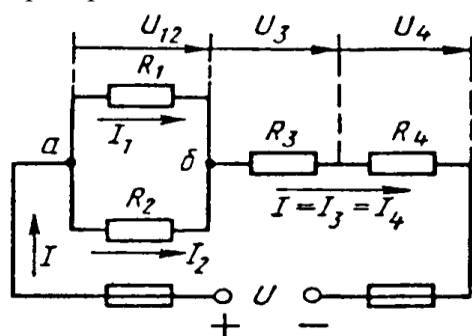 U₁₂ U₃ U₄
R₁
I₁
a б R₃ R₄
R₂ I = I₃ = I₄
I I₂
U
+ −